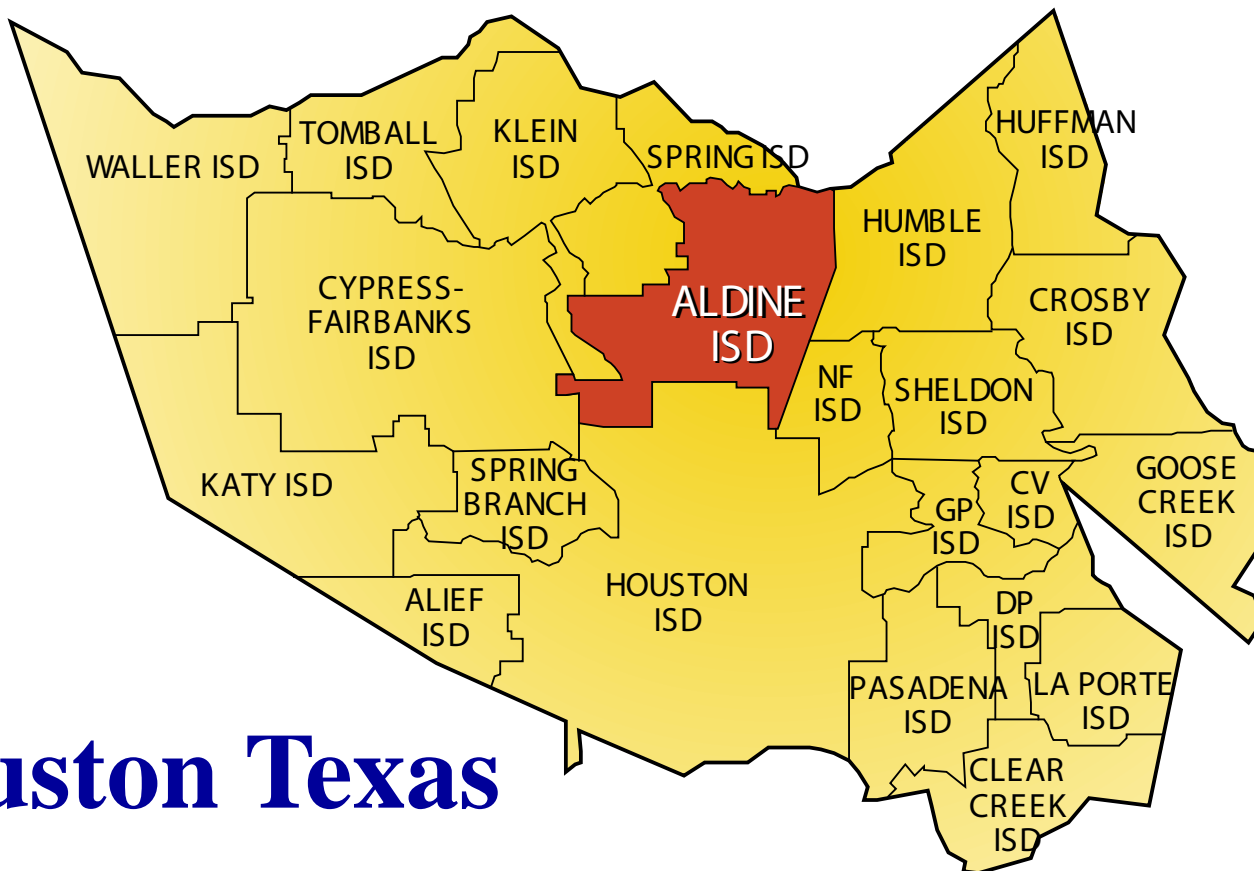 WALLER ISD
TOMBALL
ISD
KLEIN
ISD
SPRING ISD
HUFFMAN
ISD
HUMBLE
ISD
CYPRESS-
FAIRBANKS
ISD
ALDINE
ISD
CROSBY
ISD
NF
ISD
SHELDON
ISD
KATY ISD
SPRING
BRANCH
ISD
GP
ISD
CV
ISD
GOOSE
CREEK
ISD
ALIEF
ISD
HOUSTON
ISD
DP
ISD
PASADENA
ISD
LA PORTE
ISD
CLEAR
CREEK
ISD
uston Texas